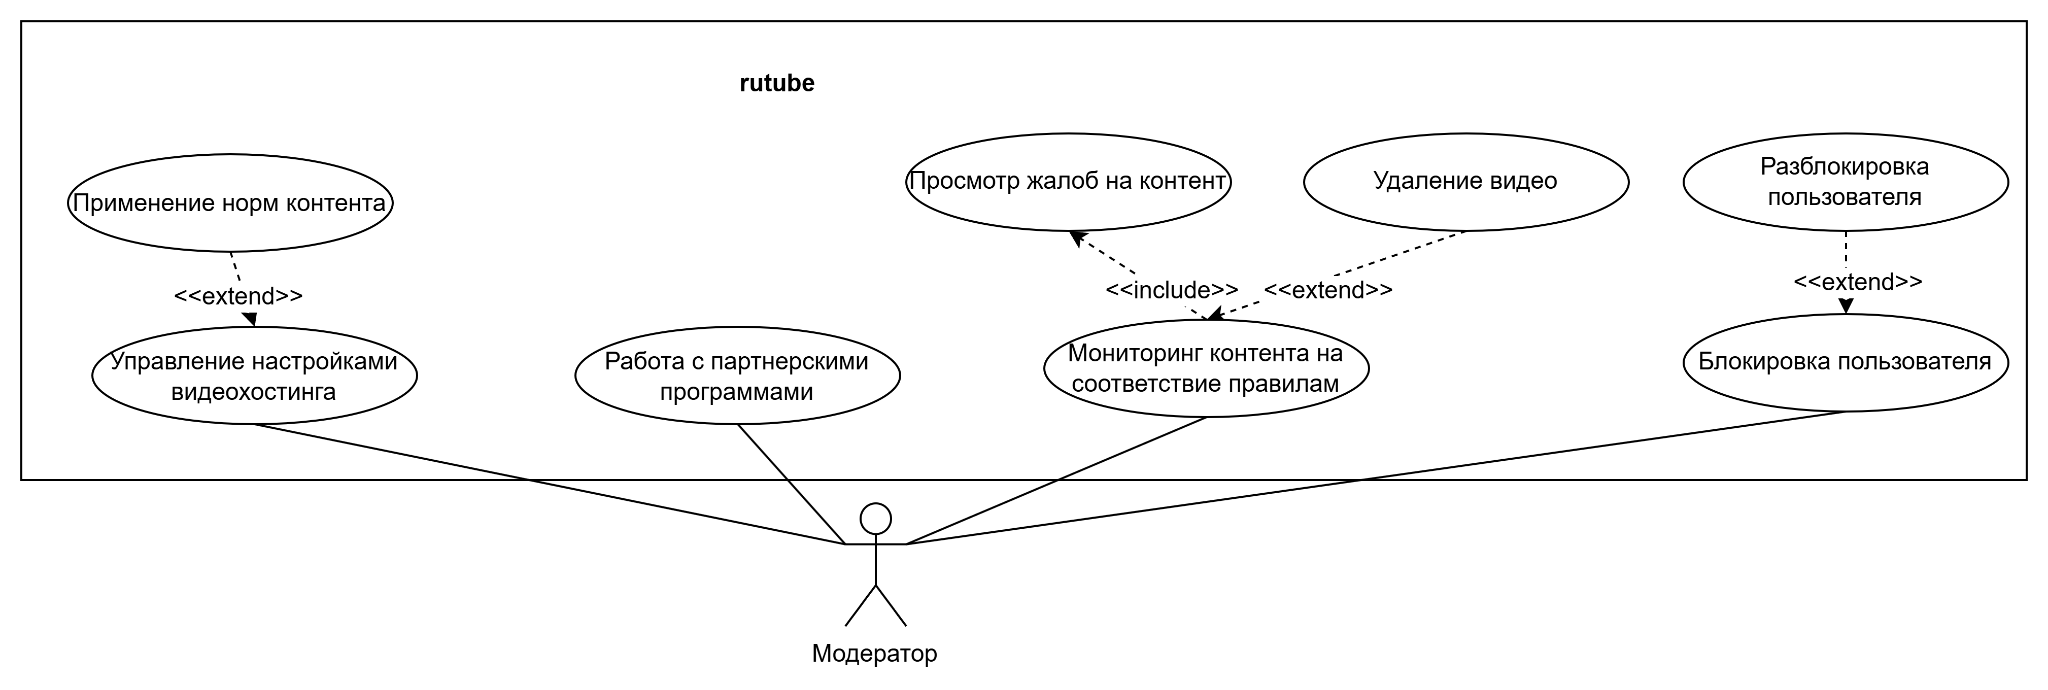 rutube
Применение норм контента
Просмотр жалоб на контент
Удаление видео
Разблокировка
пользователя
<<extend>>
<<include>>
<<extend>>
<<extend>>
Управление настройками
видеохостинга
Работа с партнерскими
программами
Мониторинг контента на
соответствие правилам
Блокировка пользователя
Модератор